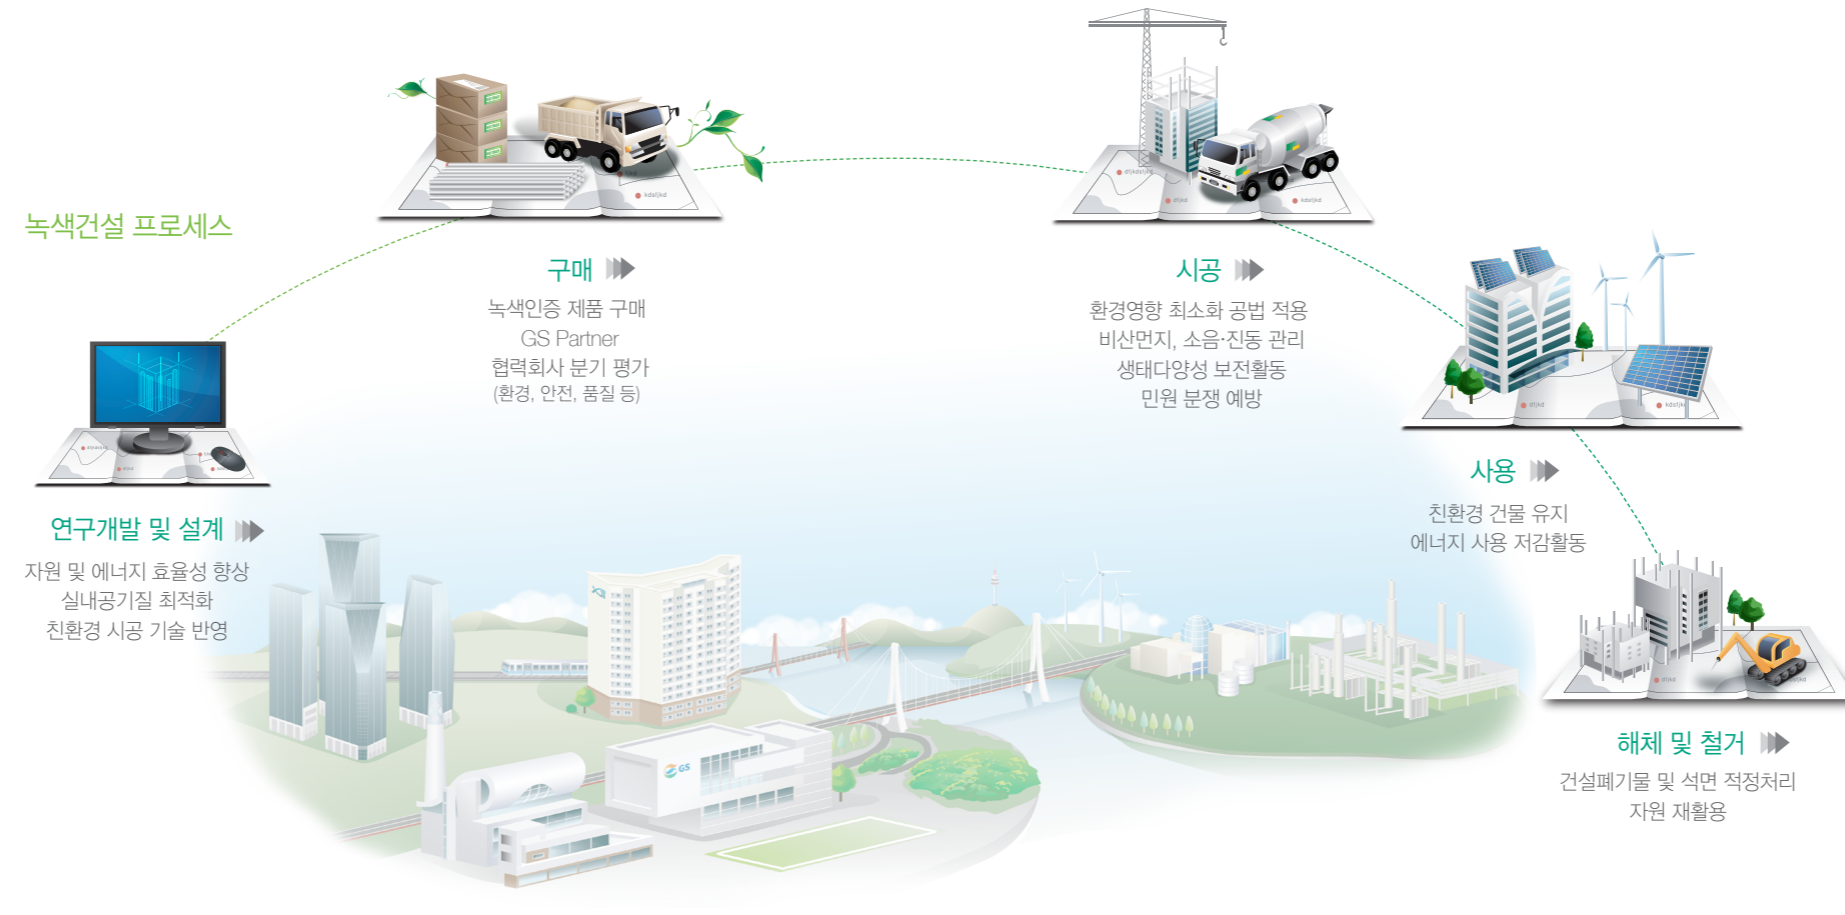 녹색건설 프로세스
연구개발 및 설계
자원 및 에너지 효율성 향상
실내공기질 최적화
친환경 시공 기술 반영
구매
녹색인증 제품 구매
GS Partner
협력회사 분기 평가
(환경, 안전, 품질 등)
시공
환경영향 최소화 공법 적용
비산먼지, 소음·진동 관리
생태다양성 보전활동
민원 분쟁 예방
사용
친환경 건물 유지
에너지 사용 저감활동
해체 및 철거
건설폐기물 및 석면 적정처리
자원 재활용
GS